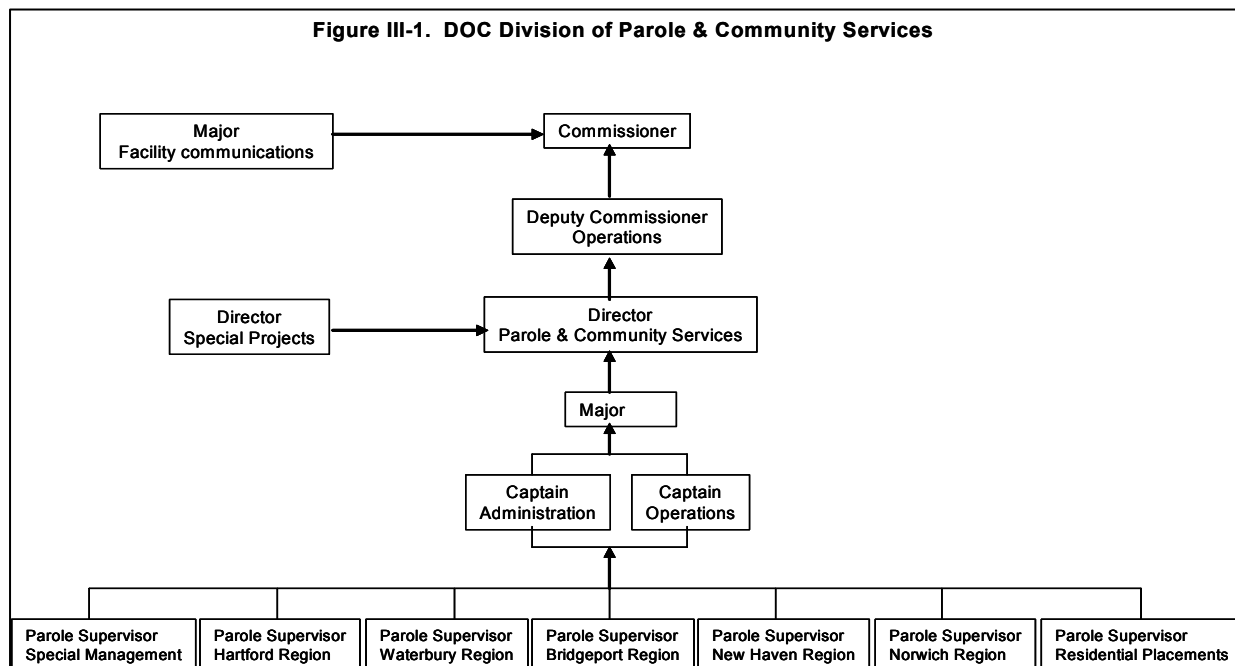 Figure III-1. DOC Division of Parole & Community Services
Major
Facility communications
Commissioner
Deputy Commissioner
Operations
Director
Special Projects
Director
Parole & Community Services
Major
Captain
Administration
Captain
Operations
Parole Supervisor
Special Management
Parole Supervisor
Hartford Region
Parole Supervisor
Waterbury Region
Parole Supervisor
Bridgeport Region
Parole Supervisor
New Haven Region
Parole Supervisor
Norwich Region
Parole Supervisor
Residential Placements